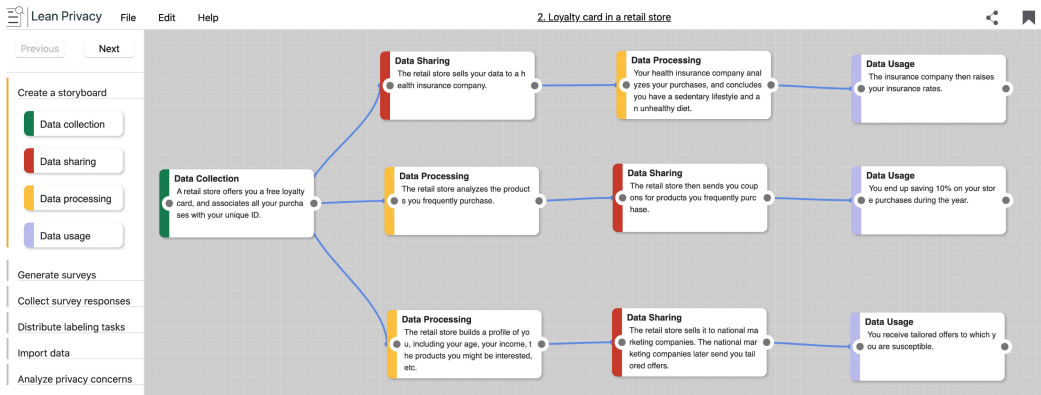 Lean Privacy File Edit Help 2. Loyalty card in a retail store
Previous Next
Create a storyboard
Data collection
Data sharing
Data processing
Data usage
Generate surveys
Collect survey responses
Distribute labeling tasks
Import data
Analyze privacy concerns
Data Collection
A retail store offers you a free loyalty
card, and associates all your purcha
ses with your unique ID.
Data Sharing
The retail store sells your data to a h
ealth insurance company.
Data Processing
Your health insurance company anal
yzes your purchases, and concludes
you have a sedentary lifestyle and a
n unhealthy diet.
Data Usage
The insurance company then raises
your insurance rates.
Data Processing
The retail store analyzes the product
s you frequently purchase.
Data Sharing
The retail store then sends you coup
ons for products you frequently purc
hase.
Data Usage
You end up saving 10% on your stor
e purchases during the year.
Data Processing
The retail store builds a profile of yo
u, including your age, your income, t
he products you might be interested,
etc.
Data Sharing
The retail store sells it to national ma
rketing companies. The national mar
keting companies later send you tail
ored offers.
Data Usage
You receive tailored offers to which y
ou are susceptible.